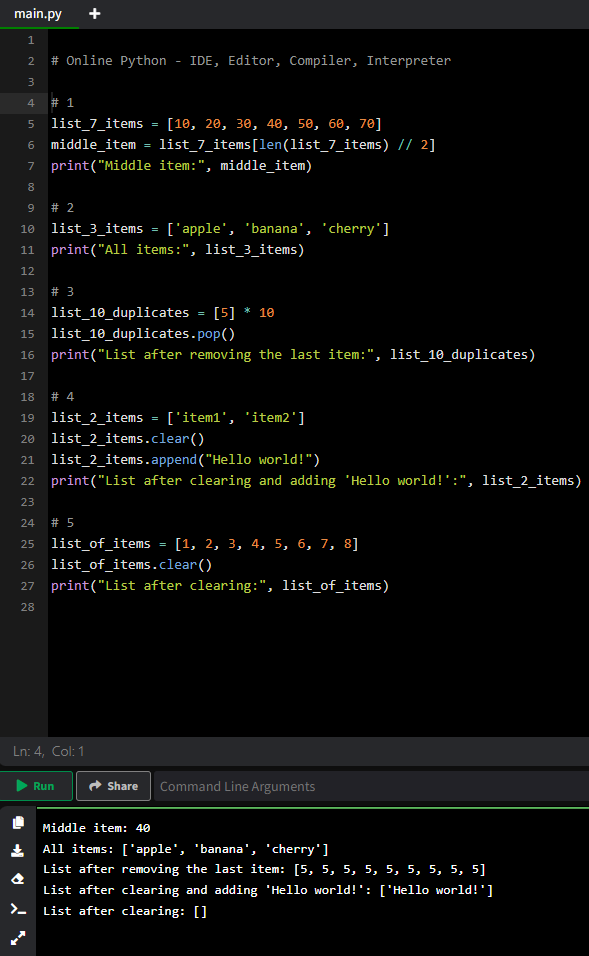 main.py +
1
2 # Online Python - IDE, Editor, Compiler, Interpreter
3
4 # 1
5 list_7_items = [10, 20, 30, 40, 50, 60, 70]
6 middle_item = list_7_items[len(list_7_items) // 2]
7 print("Middle item:", middle_item)
8
9 # 2
10 list_3_items = ['apple', 'banana', 'cherry']
11 print("All items:", list_3_items)
12
13 # 3
14 list_10_duplicates = [5] * 10
15 list_10_duplicates.pop()
16 print("List after removing the last item:", list_10_duplicates)
17
18 # 4
19 list_2_items = ['item1', 'item2']
20 list_2_items.clear()
21 list_2_items.append("Hello world!")
22 print("List after clearing and adding 'Hello world!':", list_2_items)
23
24 # 5
25 list_of_items = [1, 2, 3, 4, 5, 6, 7, 8]
26 list_of_items.clear()
27 print("List after clearing:", list_of_items)
28
Ln: 4, Col: 1
Run Share Command Line Arguments
Middle item: 40
All items: ['apple', 'banana', 'cherry']
List after removing the last item: [5, 5, 5, 5, 5, 5, 5, 5, 5]
List after clearing and adding 'Hello world!': ['Hello world!']
List after clearing: []